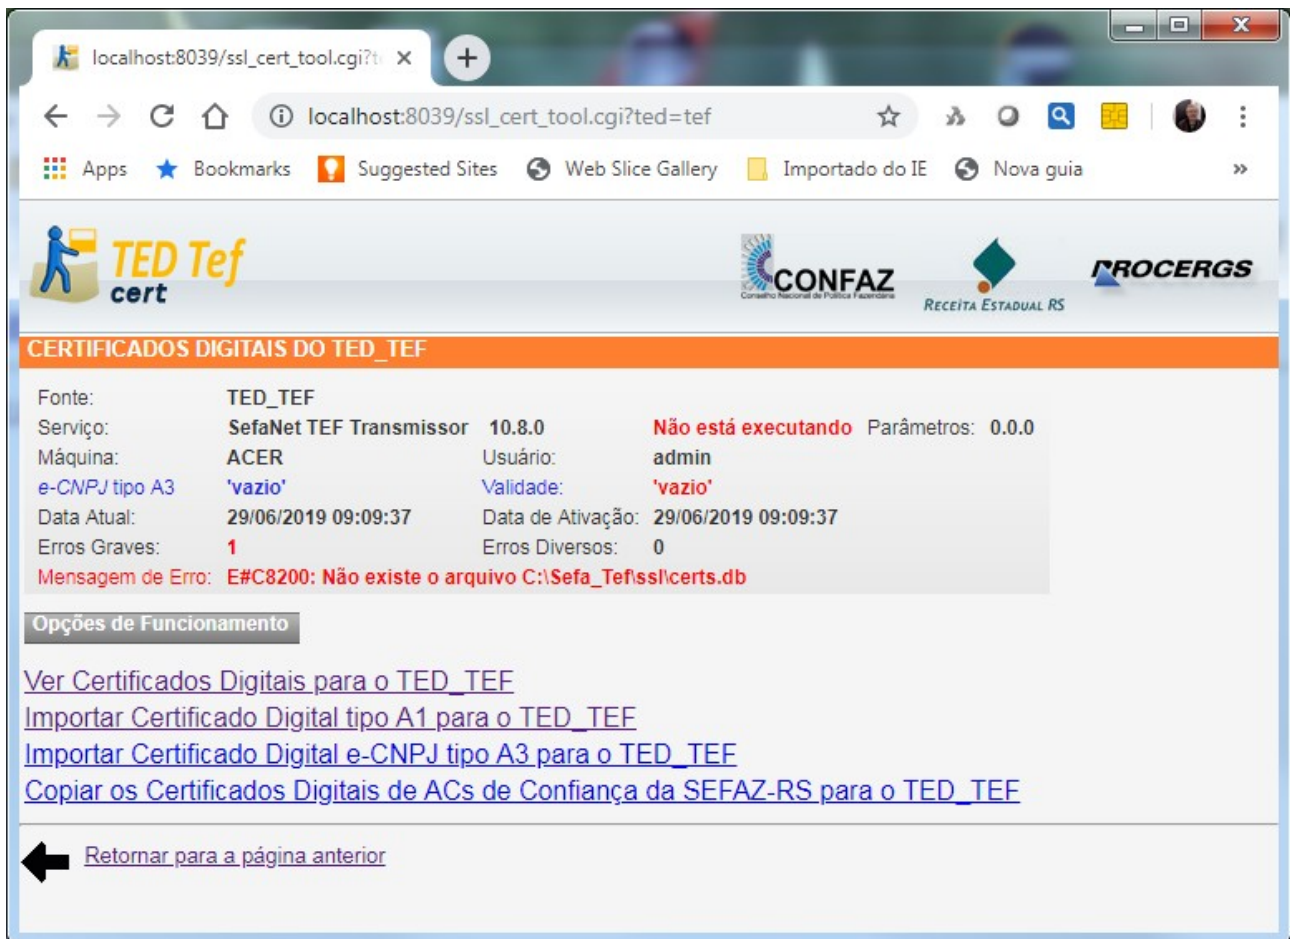 localhost:8039/ssl_cert_tool.cgi?t
localhost:8039/ssl_cert_tool.cgi?ted=tef
Apps Bookmarks Suggested Sites Web Slice Gallery Importado do IE Nova guia »
TED Tef
cert
CONFAZ
Conselho Nacional de Política Fazendária
RECEITA ESTADUAL RS
PROCERGS
CERTIFICADOS DIGITAIS DO TED_TEF
Fonte: TED_TEF
Serviço: SefaNet TEF Transmissor 10.8.0 Não está executando Parâmetros: 0.0.0
Máquina: ACER Usuário: admin
e-CNPJ tipo A3 'vazio' Validade: 'vazio'
Data Atual: 29/06/2019 09:09:37 Data de Ativação: 29/06/2019 09:09:37
Erros Graves: 1 Erros Diversos: 0
Mensagem de Erro: E#C8200: Não existe o arquivo C:\Sefa_Tef\ssl\certs.db
Opções de Funcionamento
Ver Certificados Digitais para o TED_TEF
Importar Certificado Digital tipo A1 para o TED_TEF
Importar Certificado Digital e-CNPJ tipo A3 para o TED_TEF
Copiar os Certificados Digitais de ACs de Confiança da SEFAZ-RS para o TED_TEF
Retornar para a página anterior